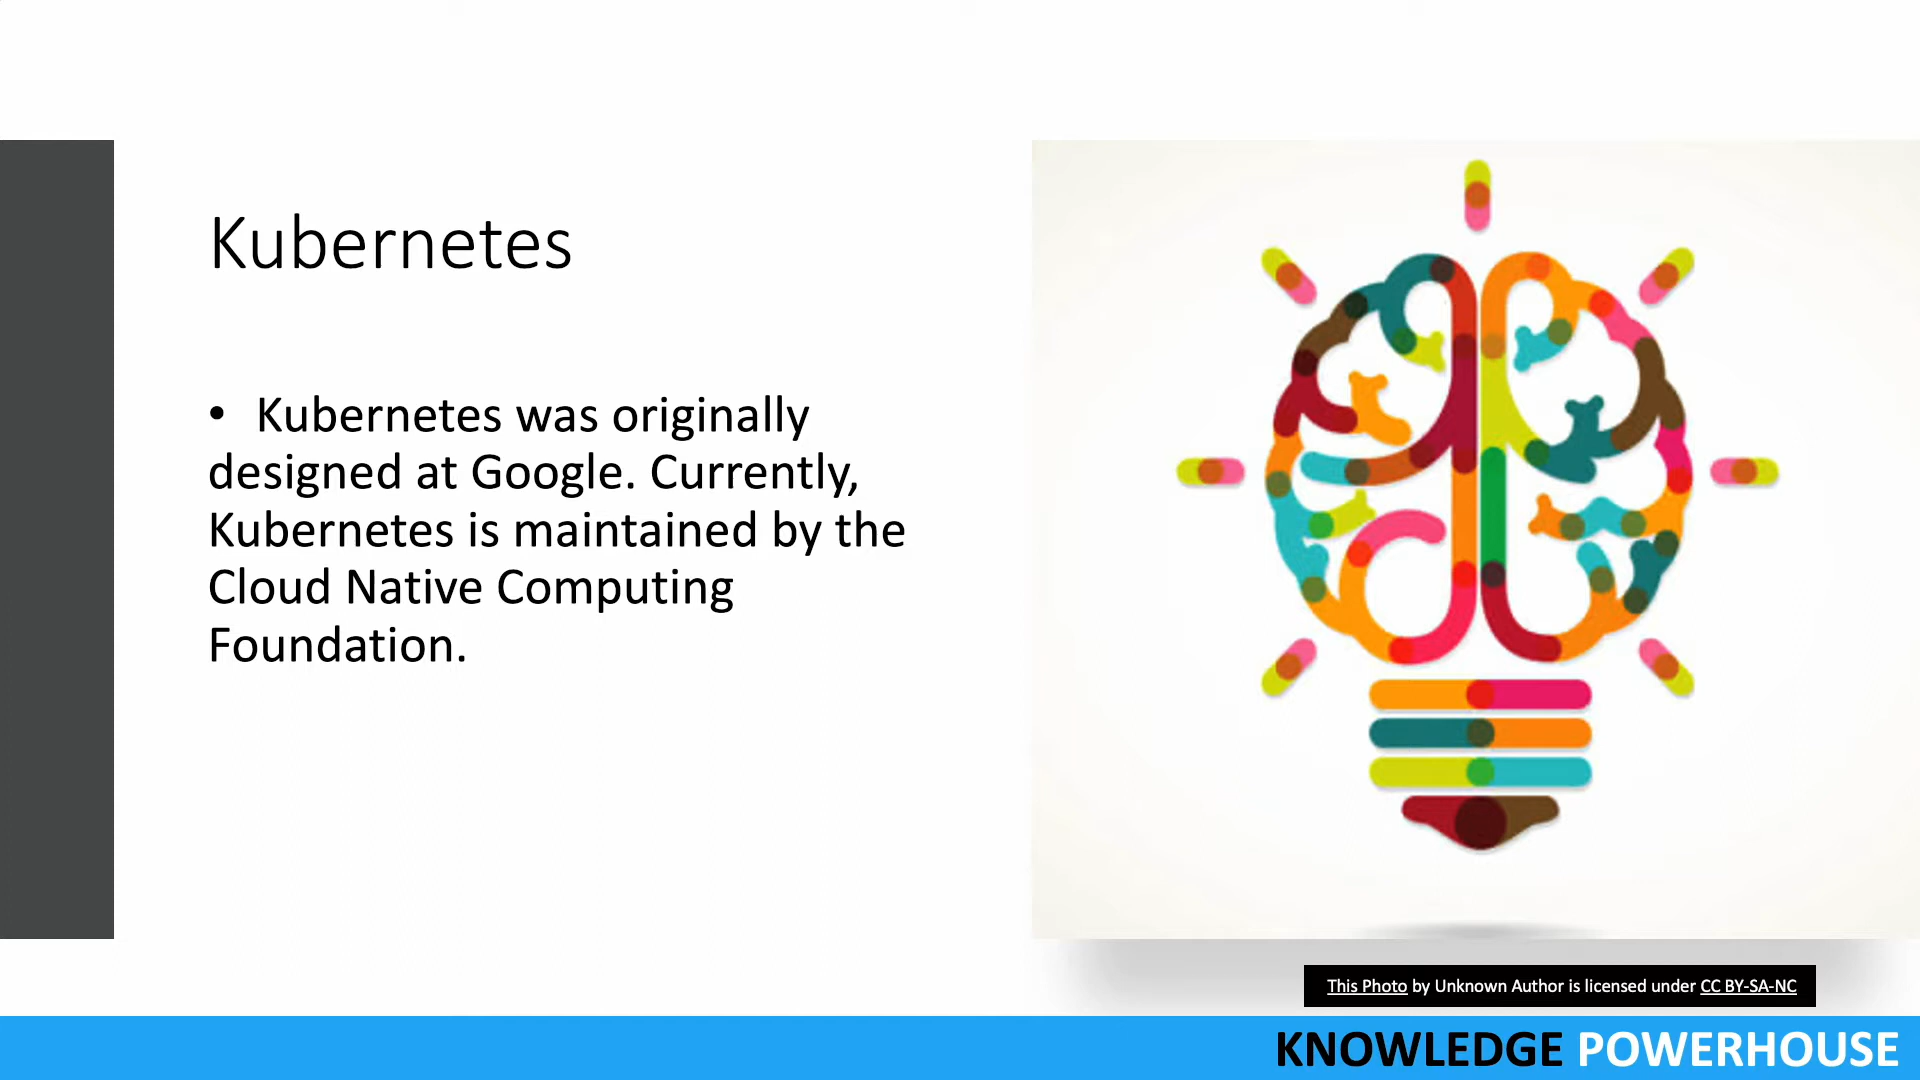 Kubernetes
• Kubernetes was originally
designed at Google. Currently,
Kubernetes is maintained by the
Cloud Native Computing
Foundation.
This Photo by Unknown Author is licensed under CC BY-SA-NC
KNOWLEDGE POWERHOUSE